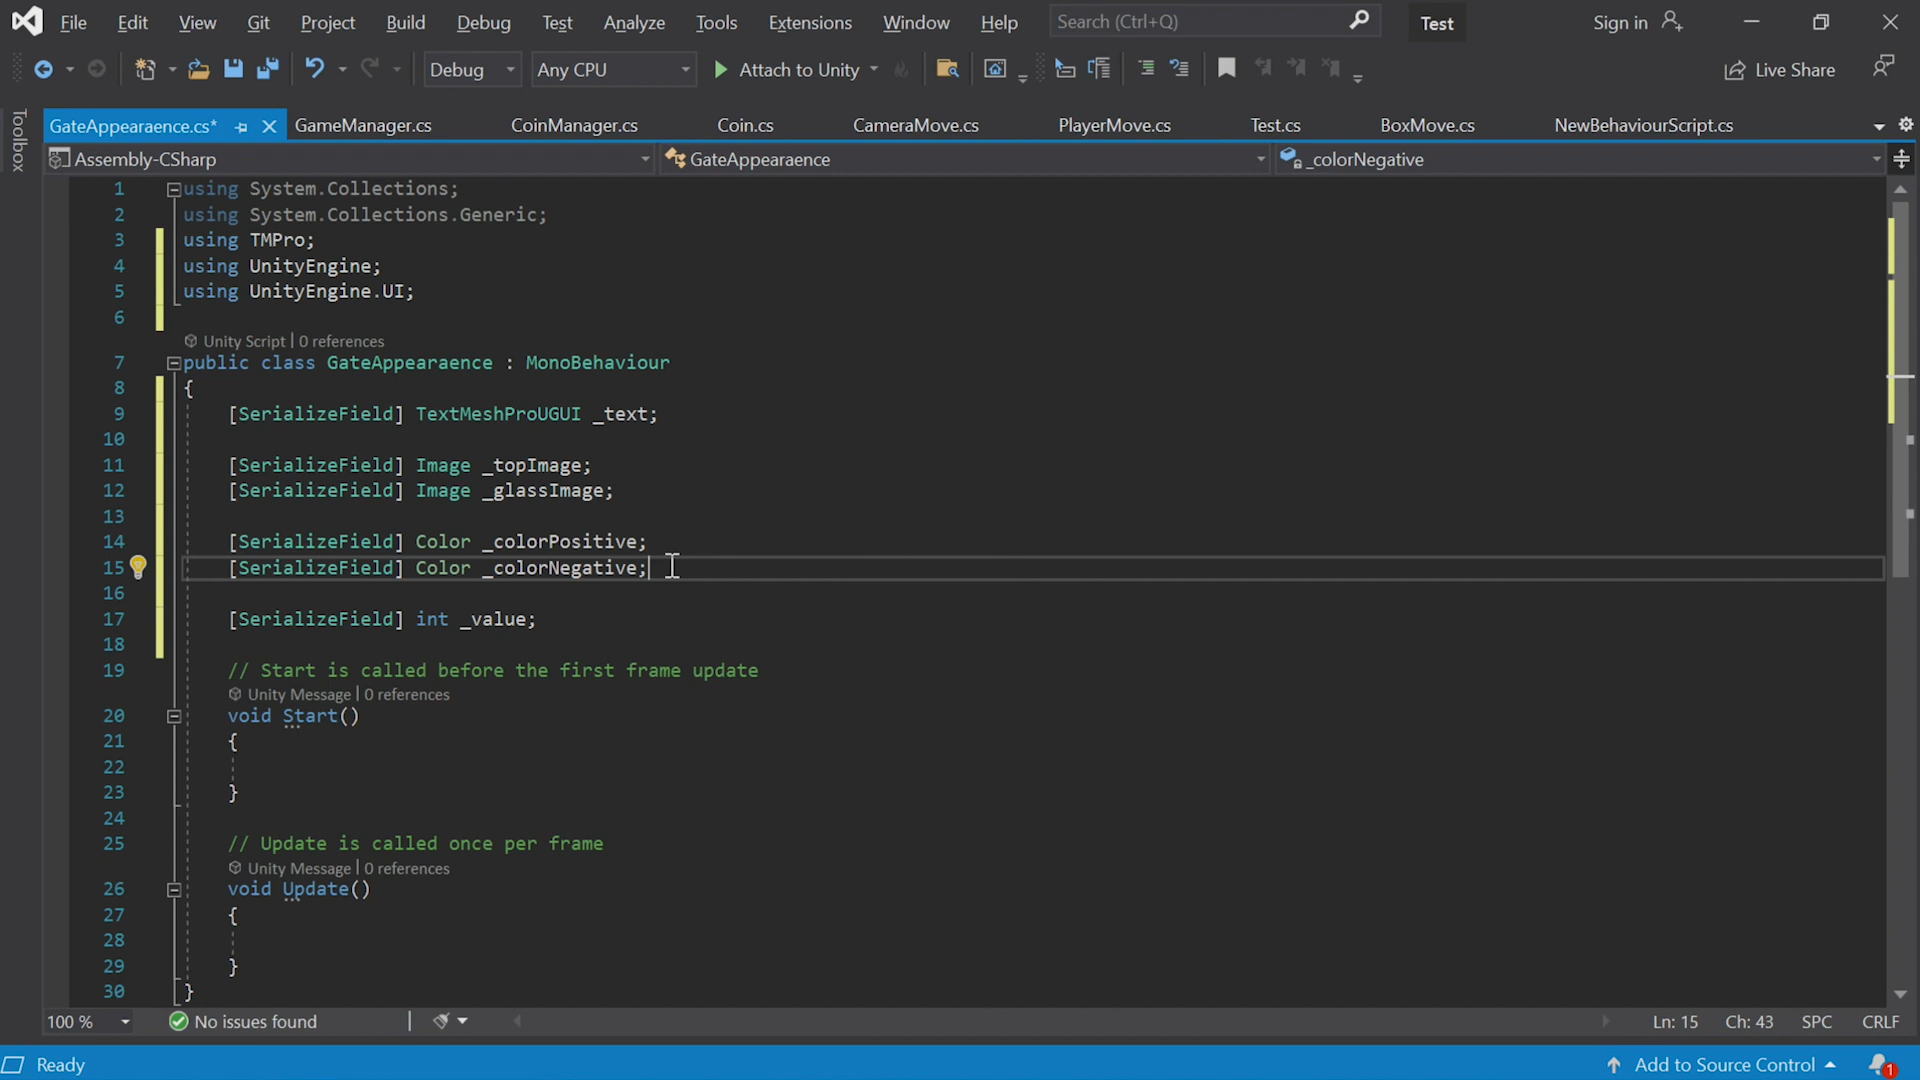 File Edit View Git Project Build Debug Test Analyze Tools Extensions Window Help Search (Ctrl+Q) Test Sign in
Debug Any CPU Attach to Unity Live Share
Toolbox
GateAppearaence.cs* GameManager.cs CoinManager.cs Coin.cs CameraMove.cs PlayerMove.cs Test.cs BoxMove.cs NewBehaviourScript.cs
Assembly-CSharp GateAppearaence _colorNegative
1 using System.Collections;
2 using System.Collections.Generic;
3 using TMPro;
4 using UnityEngine;
5 using UnityEngine.UI;
6
Unity Script | 0 references
7 public class GateAppearaence : MonoBehaviour
8 {
9 [SerializeField] TextMeshProUGUI _text;
10
11 [SerializeField] Image _topImage;
12 [SerializeField] Image _glassImage;
13
14 [SerializeField] Color _colorPositive;
15 [SerializeField] Color _colorNegative;
16
17 [SerializeField] int _value;
18
19 // Start is called before the first frame update
Unity Message | 0 references
20 void Start()
21 {
22
23 }
24
25 // Update is called once per frame
Unity Message | 0 references
26 void Update()
27 {
28
29 }
30 }
100 % No issues found Ln: 15 Ch: 43 SPC CRLF
Ready Add to Source Control 1